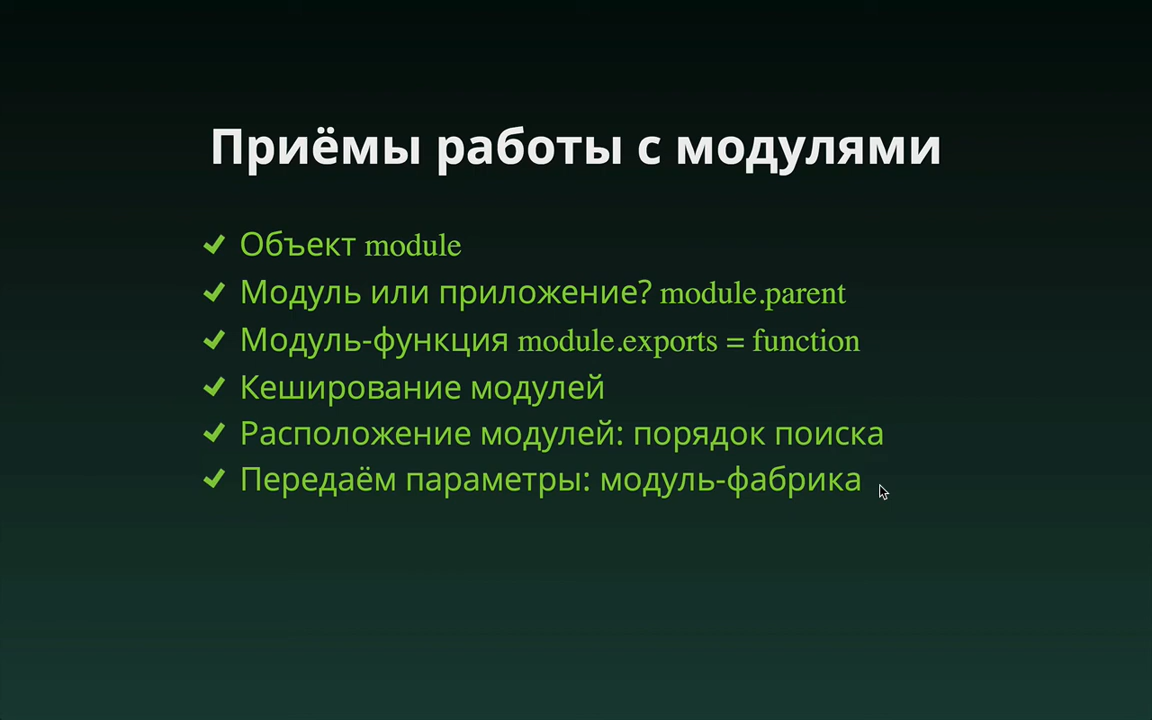 Приёмы работы с модулями
Объект module
Модуль или приложение? module.parent
Модуль-функция module.exports = function
Кеширование модулей
Расположение модулей: порядок поиска
Передаём параметры: модуль-фабрика